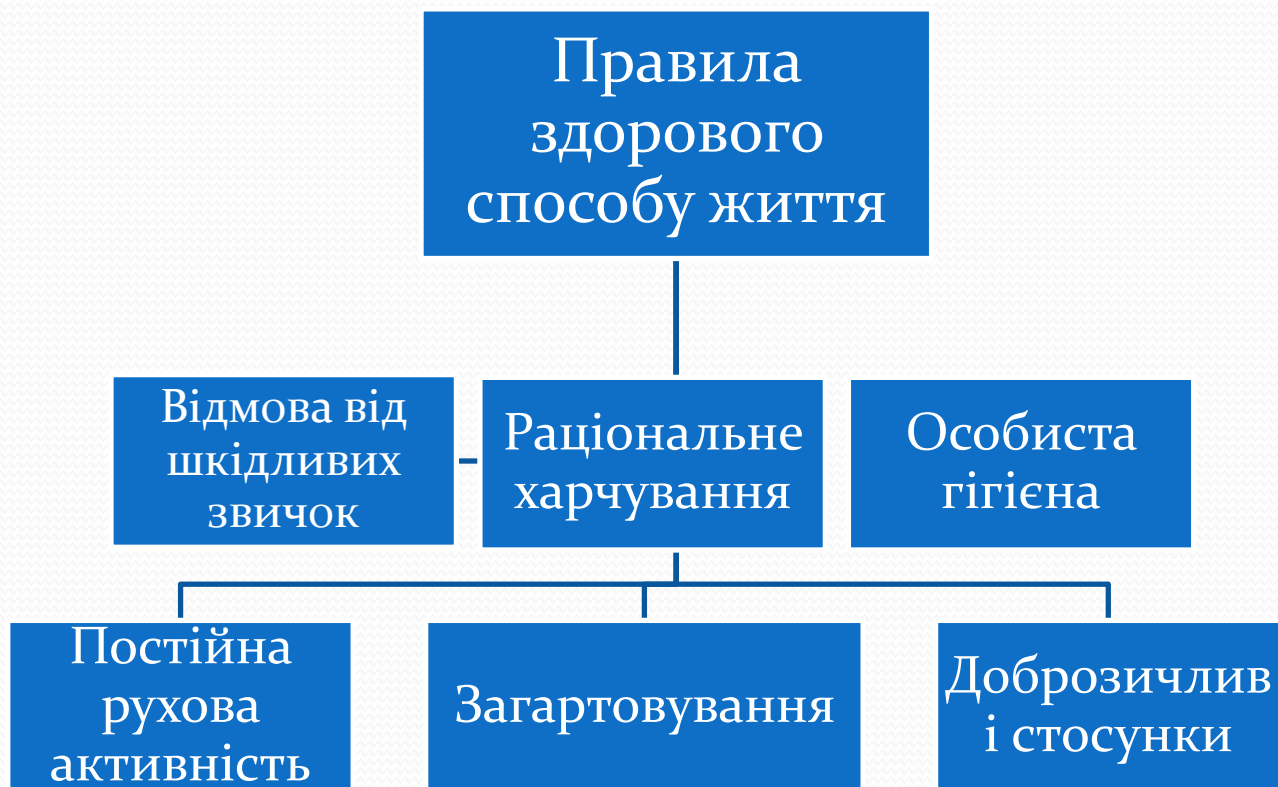 Правила
здорового
способу життя
Відмова від
шкідливих
звичок
Раціональне
харчування
Особиста
гігієна
Постійна
рухова
активність
Загартовування
Доброзичлив
і стосунки